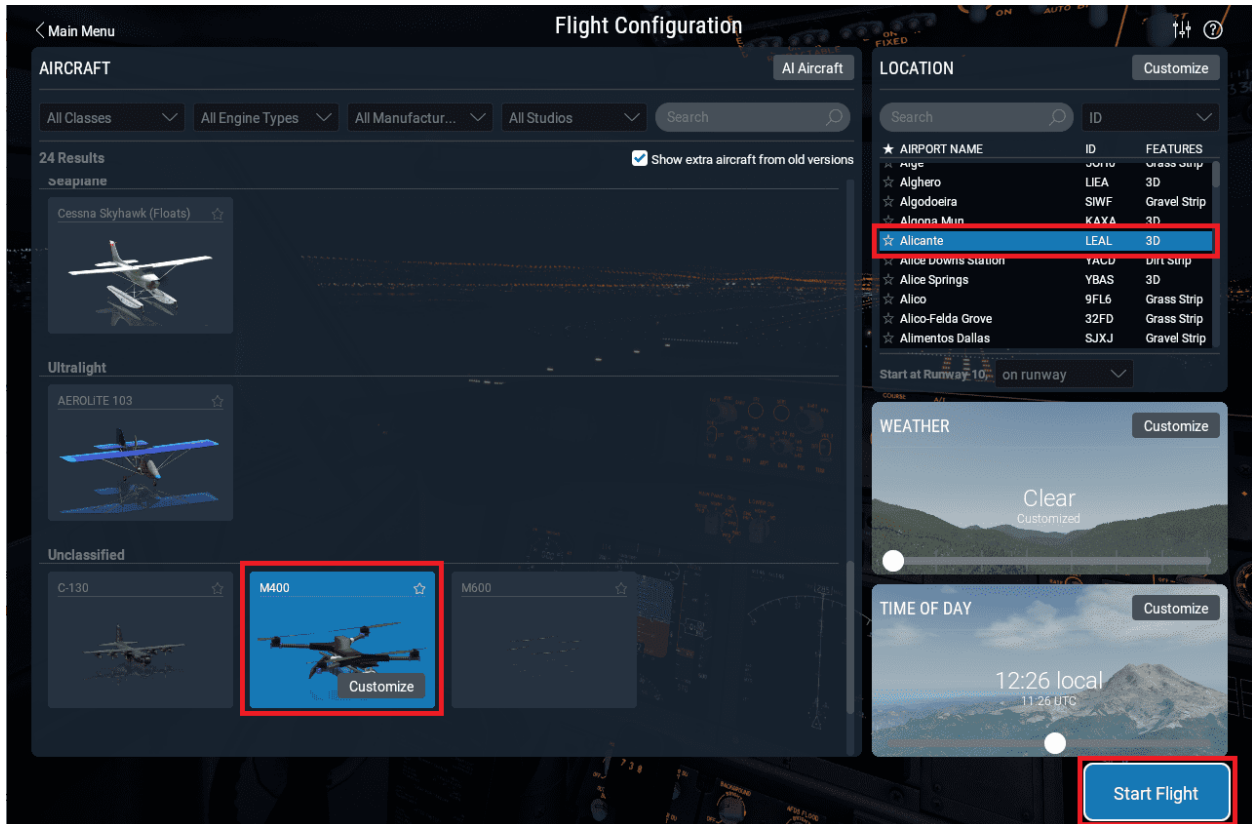 Main Menu
Flight Configuration
AIRCRAFT
AI Aircraft
All Classes
All Engine Types
All Manufactur...
All Studios
Search
24 Results
Show extra aircraft from old versions
Seaplane
Cessna Skyhawk (Floats)
Ultralight
AEROLITE 103
Unclassified
C-130
M400
Customize
M600
LOCATION
Customize
Search
ID
★ AIRPORT NAME ID FEATURES
Grass Strip
☆ Alghero LIEA 3D
☆ Algodoeira SIWF Gravel Strip
☆ Algona Mun KAXA 3D
☆ Alicante LEAL 3D
☆ Alice Downs Station YACD Dirt Strip
☆ Alice Springs YBAS 3D
☆ Alico 9FL6 Grass Strip
☆ Alico-Felda Grove 32FD Grass Strip
☆ Alimentos Dallas SJXJ Gravel Strip
Start at Runway 10, on runway
WEATHER
Customize
Clear
Customized
TIME OF DAY
Customize
12:26 local
11:26 UTC
Start Flight